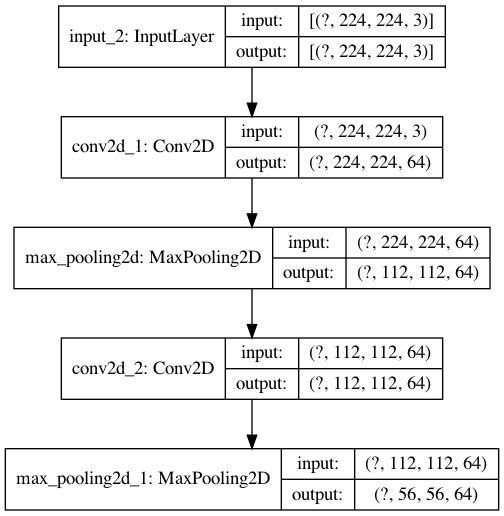 input_2: InputLayer
input:
[(?, 224, 224, 3)]
output:
[(?, 224, 224, 3)]
conv2d_1: Conv2D
input:
(?, 224, 224, 3)
output:
(?, 224, 224, 64)
max_pooling2d: MaxPooling2D
input:
(?, 224, 224, 64)
output:
(?, 112, 112, 64)
conv2d_2: Conv2D
input:
(?, 112, 112, 64)
output:
(?, 112, 112, 64)
max_pooling2d_1: MaxPooling2D
input:
(?, 112, 112, 64)
output:
(?, 56, 56, 64)